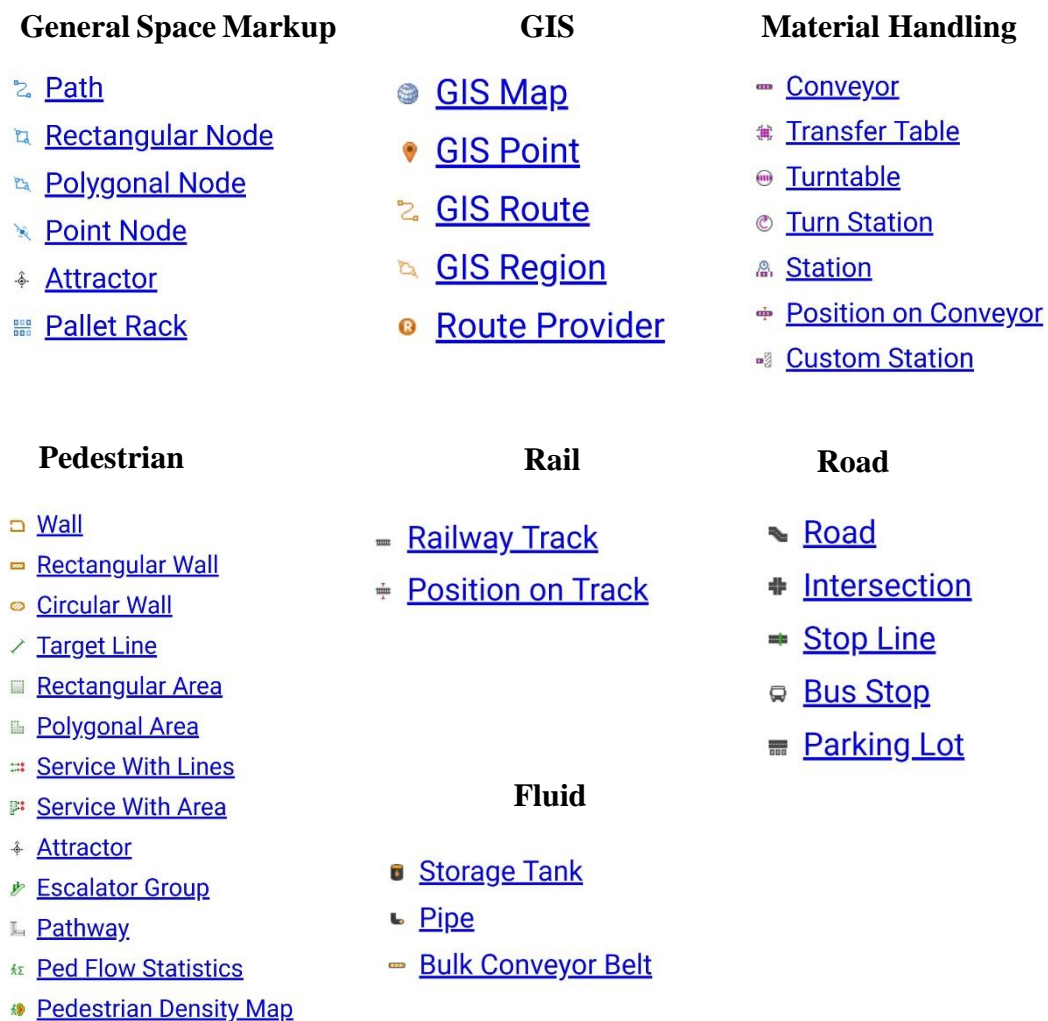 General Space Markup
Path
Rectangular Node
Polygonal Node
Point Node
Attractor
Pallet Rack
GIS
GIS Map
GIS Point
GIS Route
GIS Region
R Route Provider
Material Handling
Conveyor
Transfer Table
Turntable
Turn Station
Station
Position on Conveyor
Custom Station
Pedestrian
Wall
Rectangular Wall
Circular Wall
Target Line
Rectangular Area
Polygonal Area
Service With Lines
Service With Area
Attractor
Escalator Group
Pathway
Ped Flow Statistics
Pedestrian Density Map
Rail
Railway Track
Position on Track
Road
Road
Intersection
Stop Line
Bus Stop
Parking Lot
Fluid
Storage Tank
Pipe
Bulk Conveyor Belt